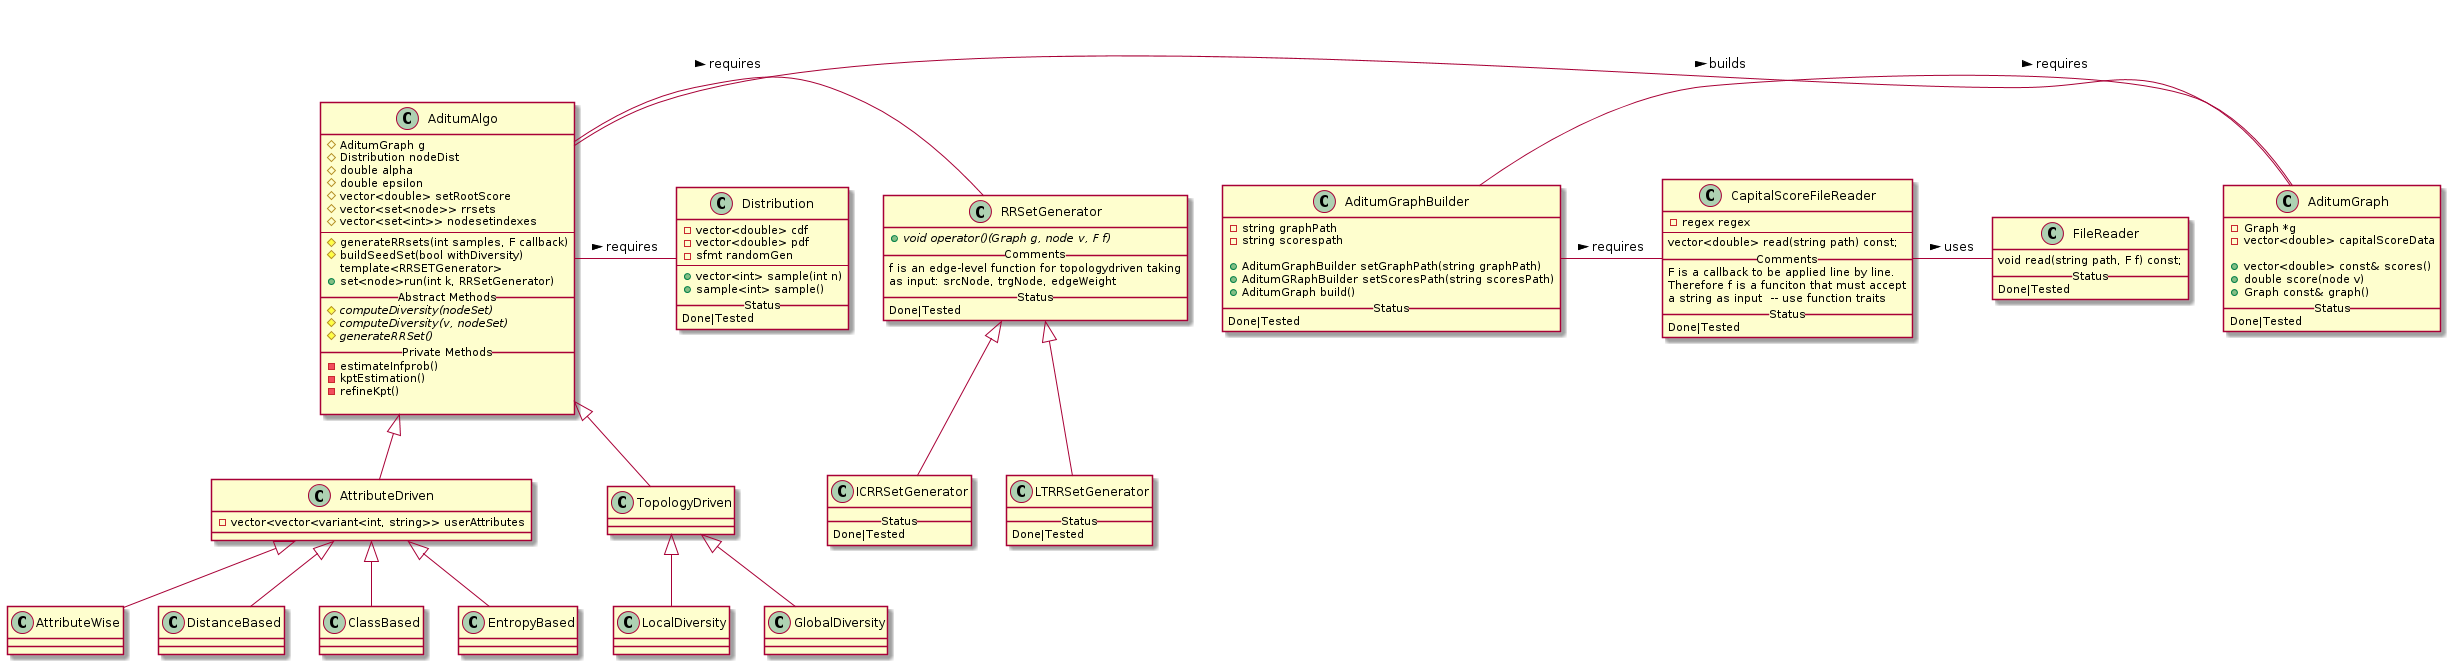 requires
builds
requires
AditumAlgo
AditumGraph g
Distribution nodeDist
double alpha
double epsilon
vector<double> setRootScore
vector<set<node>> rrsets
vector<set<int>> nodesetindexes
generateRRsets(int samples, F callback)
buildSeedSet(bool withDiversity)
template<RRSETGenerator>
set<node>run(int k, RRSetGenerator)
Abstract Methods
computeDiversity(nodeSet)
computeDiversity(v, nodeSet)
generateRRSet()
Private Methods
estimateInfprob()
kptEstimation()
refineKpt()
requires
Distribution
vector<double> cdf
vector<double> pdf
sfmt randomGen
vector<int> sample(int n)
sample<int> sample()
Status
Done|Tested
RRSetGenerator
void operator()(Graph g, node v, F f)
Comments
f is an edge-level function for topologydriven taking
as input: srcNode, trgNode, edgeWeight
Status
Done|Tested
AditumGraphBuilder
string graphPath
string scorespath
AditumGraphBuilder setGraphPath(string graphPath)
AditumGRaphBuilder setScoresPath(string scoresPath)
AditumGraph build()
Status
Done|Tested
requires
CapitalScoreFileReader
regex regex
vector<double> read(string path) const;
Comments
F is a callback to be applied line by line.
Therefore f is a funciton that must accept
a string as input  -- use function traits
Status
Done|Tested
uses
FileReader
void read(string path, F f) const;
Status
Done|Tested
AditumGraph
Graph *g
vector<double> capitalScoreData
vector<double> const& scores()
double score(node v)
Graph const& graph()
Status
Done|Tested
AttributeDriven
vector<vector<variant<int, string>> userAttributes
TopologyDriven
ICRRSetGenerator
Status
Done|Tested
LTRRSetGenerator
Status
Done|Tested
AttributeWise
DistanceBased
ClassBased
EntropyBased
LocalDiversity
GlobalDiversity